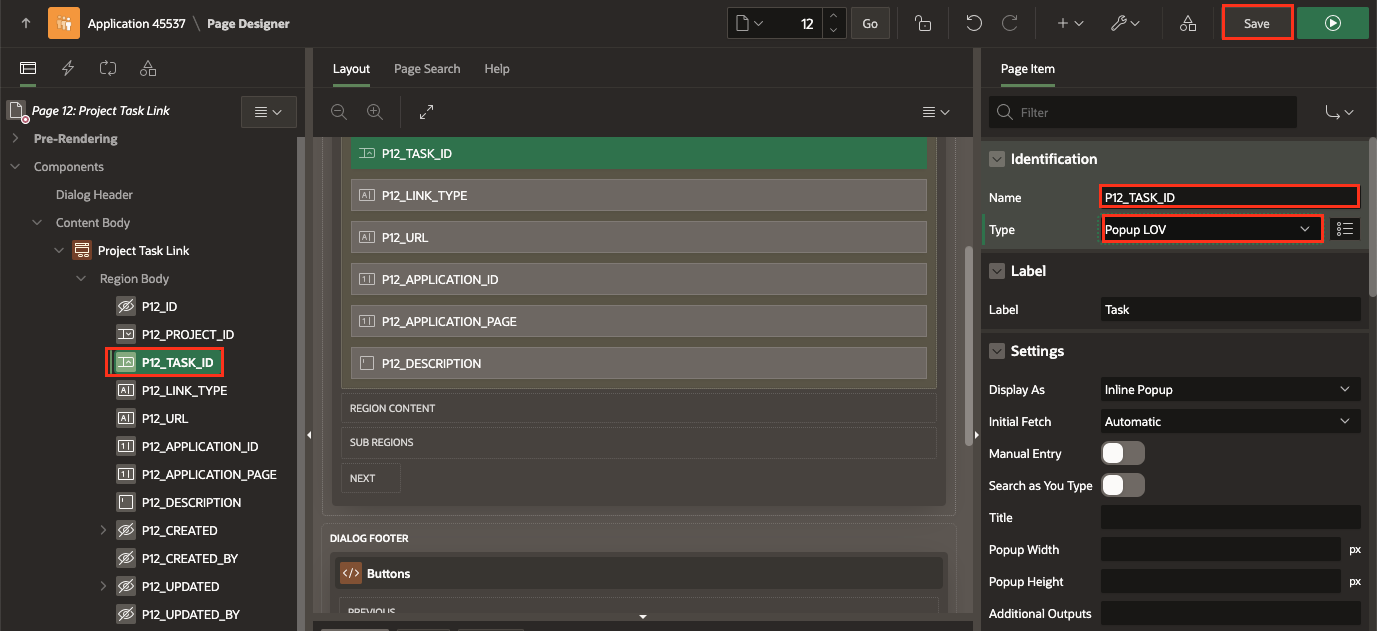 Application 45537 \ Page Designer
12
Go
Save
Layout
Page Search
Help
Page Item
Page 12: Project Task Link
Filter
Pre-Rendering
Components
Dialog Header
Content Body
Project Task Link
Region Body
P12_ID
P12_PROJECT_ID
P12_TASK_ID
P12_LINK_TYPE
P12_URL
P12_APPLICATION_ID
P12_APPLICATION_PAGE
P12_DESCRIPTION
P12_CREATED
P12_CREATED_BY
P12_UPDATED
P12_UPDATED_BY
P12_TASK_ID
P12_LINK_TYPE
P12_URL
P12_APPLICATION_ID
P12_APPLICATION_PAGE
P12_DESCRIPTION
REGION CONTENT
SUB REGIONS
NEXT
DIALOG FOOTER
Buttons
PREVIOUS
Identification
Name P12_TASK_ID
Type Popup LOV
Label
Label Task
Settings
Display As Inline Popup
Initial Fetch Automatic
Manual Entry
Search as You Type
Title
Popup Width px
Popup Height px
Additional Outputs